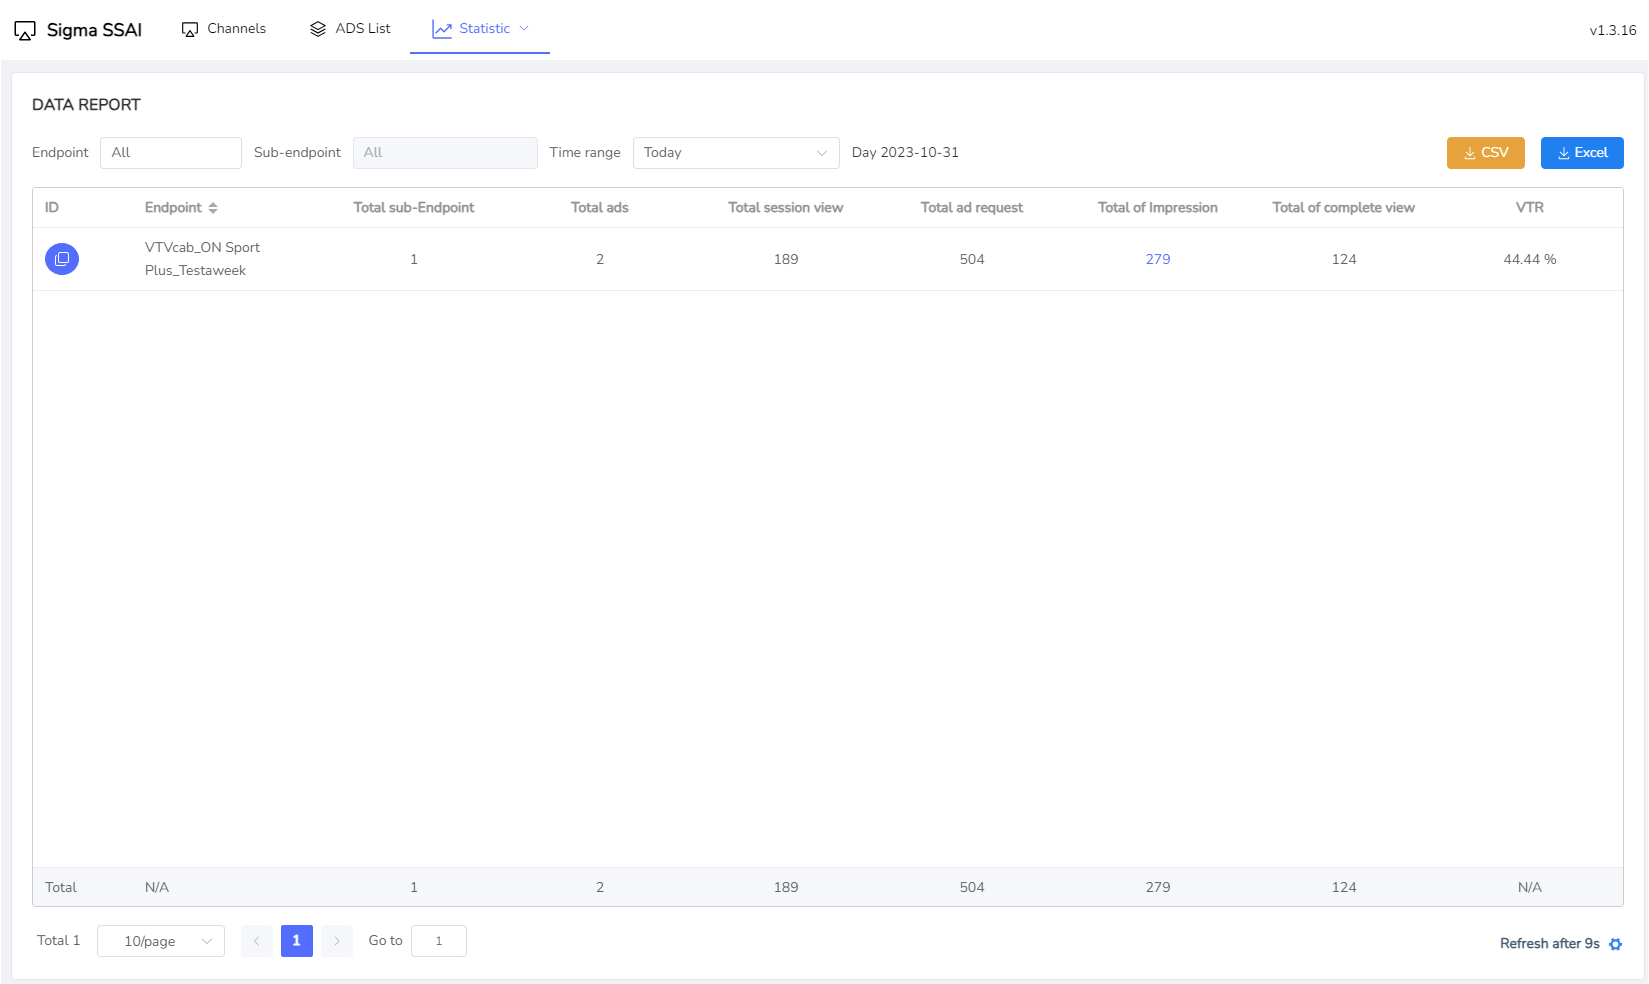 Sigma SSAI
Channels
ADS List
Statistic
v1.3.16
DATA REPORT
Endpoint All Sub-endpoint All Time range Today Day 2023-10-31 CSV Excel
ID Endpoint Total sub-Endpoint Total ads Total session view Total ad request Total of Impression Total of complete view VTR
VTVcab_ON Sport
Plus_Testaweek
1 2 189 504 279 124 44.44 %
Total N/A 1 2 189 504 279 124 N/A
Total 1 10/page 1 Go to 1
Refresh after 9s